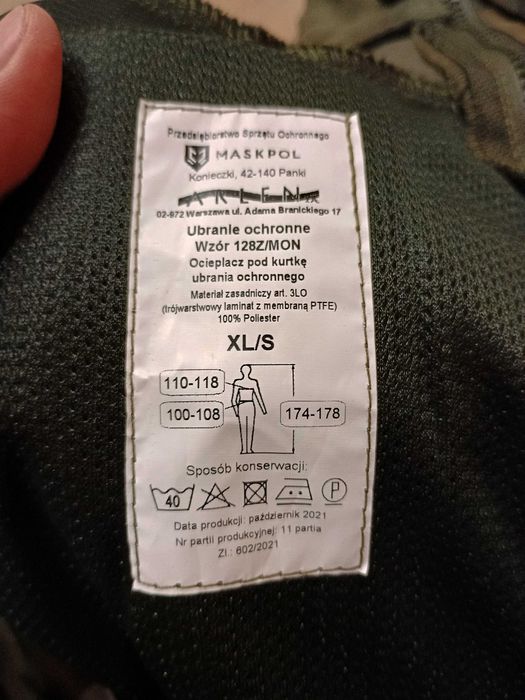 Przedsiębiorstwo Sprzętu Ochronnego
MASKPOL
Konieczki, 42-140 Panki
ARLEN
02-972 Warszawa ul. Adama Branickiego 17
Ubranie ochronne
Wzór 128Z/MON
Ocieplacz pod kurtkę
ubrania ochronnego
Materiał zasadniczy art. 3LO
(trójwarstwowy laminat z membraną PTFE)
100% Poliester
XL/S
110-118
100-108
174-178
Sposób konserwacji:
40
P
Data produkcji: październik 2021
Nr partii produkcyjnej: 11 partia
Zl.: 602/2021